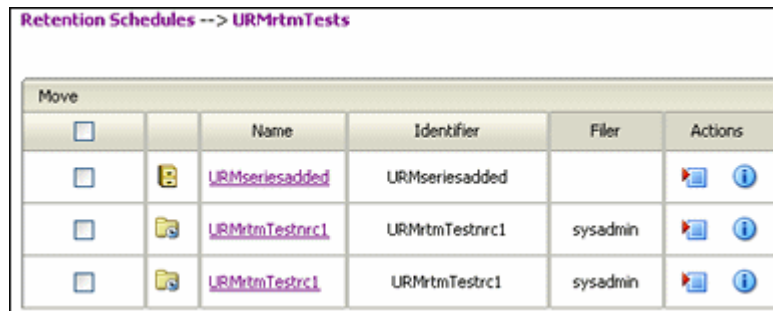 Retention Schedules --> URMrtmTests
Move
Name Identifier Filer Actions
URMseriesadded URMseriesadded
URMrtmTestnrc1 URMrtmTestnrc1 sysadmin
URMrtmTestrc1 URMrtmTestrc1 sysadmin